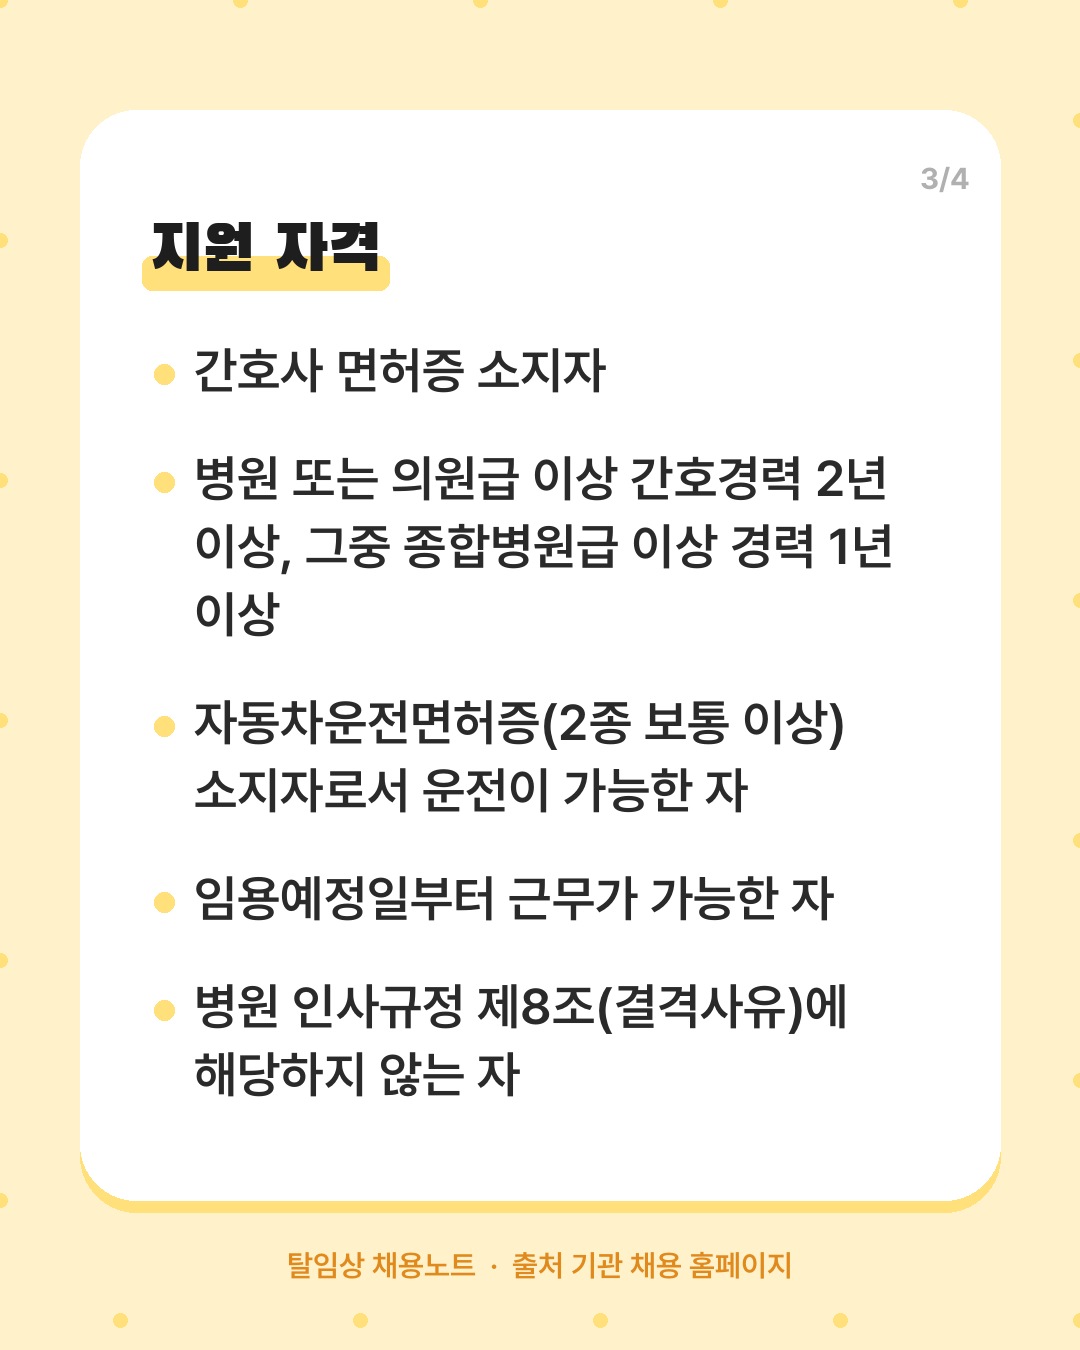 3/4
지원 자격
간호사 면허증 소지자
병원 또는 의원급 이상 간호경력 2년
이상, 그중 종합병원급 이상 경력 1년
이상
자동차운전면허증(2종 보통 이상)
소지자로서 운전이 가능한 자
임용예정일부터 근무가 가능한 자
병원 인사규정 제8조(결격사유)에
해당하지 않는 자
탈임상 채용노트 · 출처 기관 채용 홈페이지